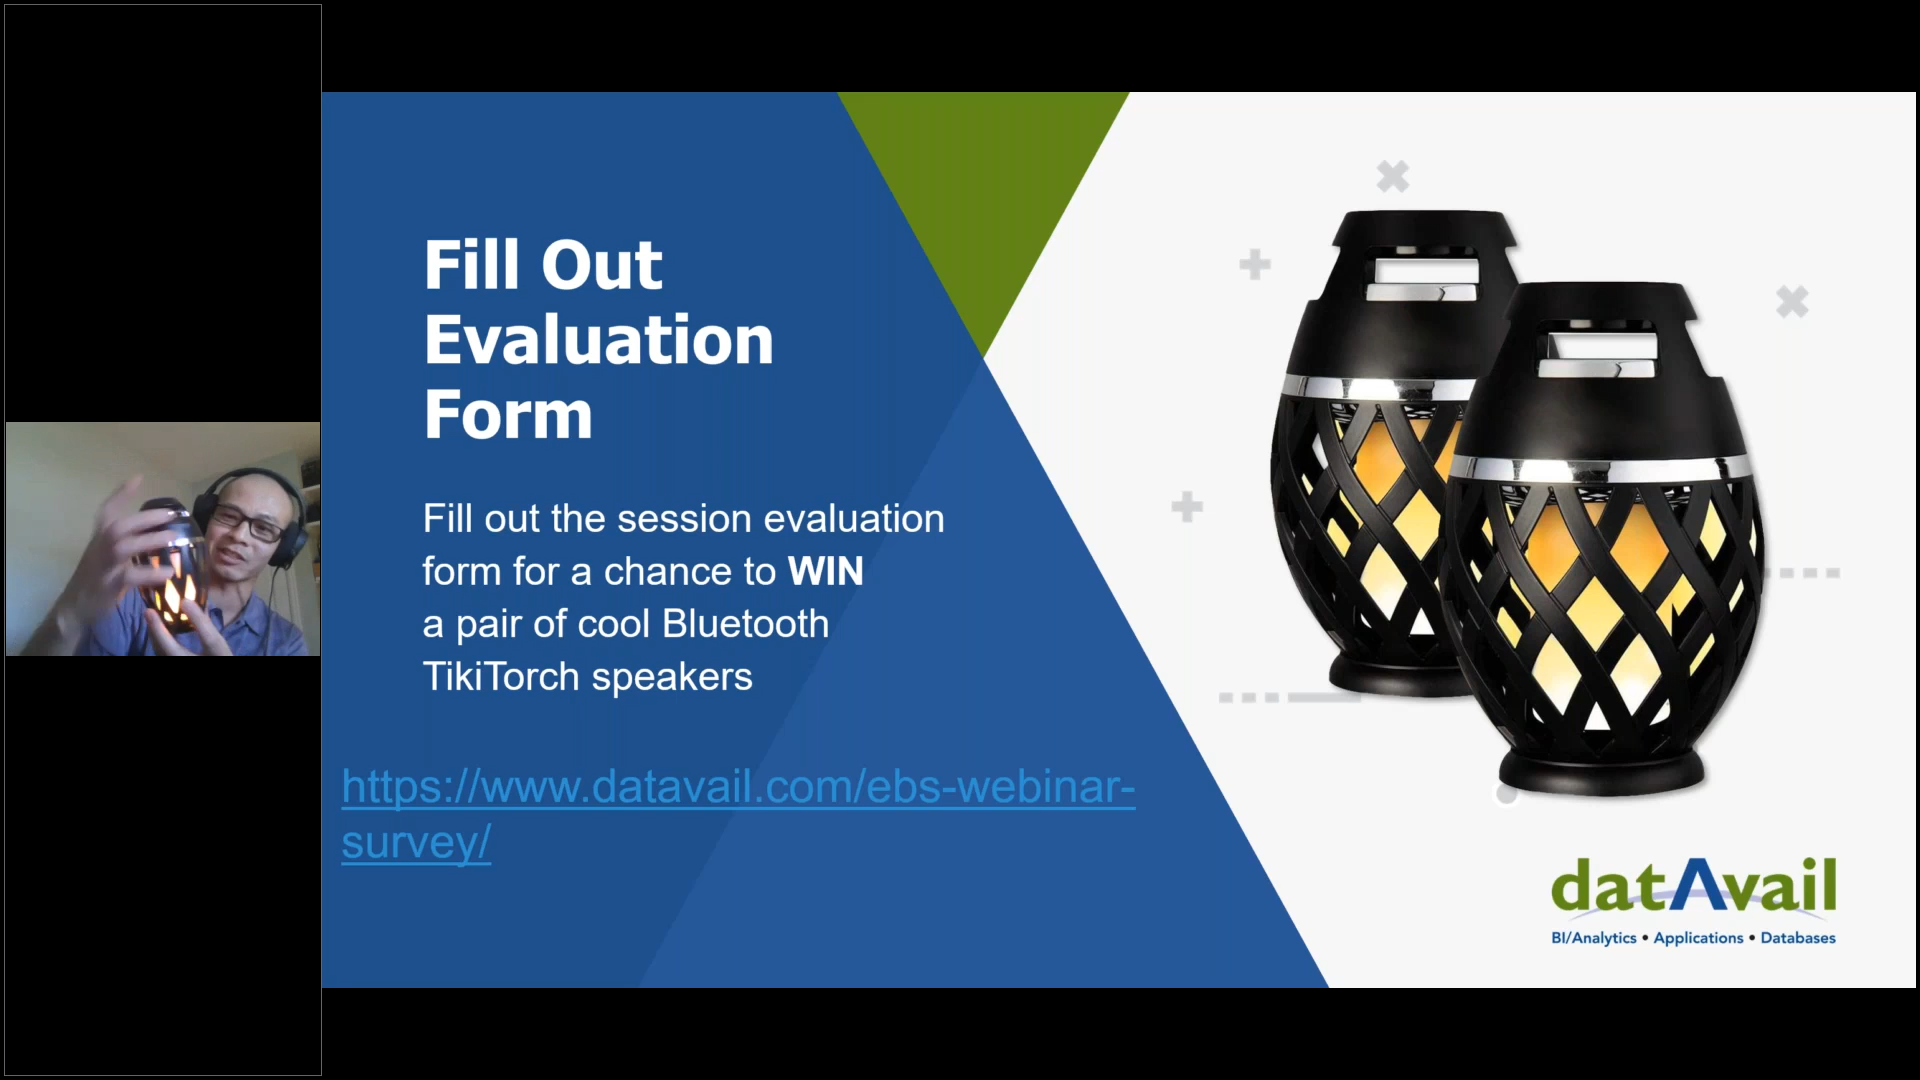 Fill Out
Evaluation
Form
Fill out the session evaluation
form for a chance to WIN
a pair of cool Bluetooth
TikiTorch speakers
https://www.datavail.com/ebs-webinar-
survey/
datAvail
BI/Analytics • Applications • Databases